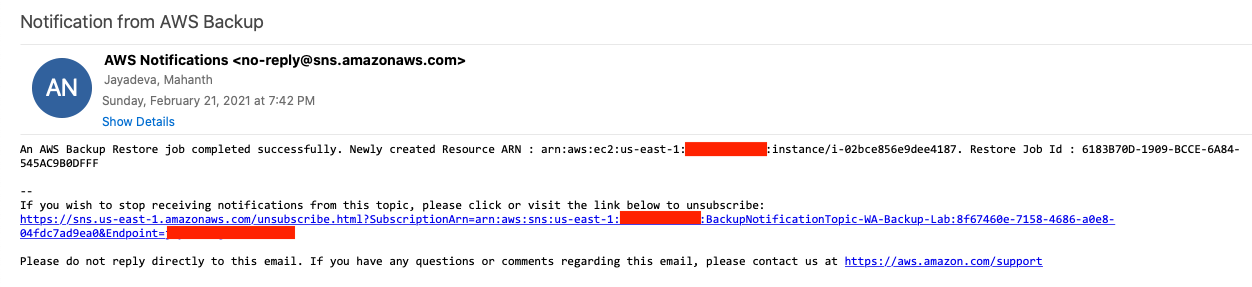 Notification from AWS Backup
AN
AWS Notifications <no-reply@sns.amazonaws.com>
Jayadeva, Mahanth
Sunday, February 21, 2021 at 7:42 PM
Show Details
An AWS Backup Restore job completed successfully. Newly created Resource ARN : arn:aws:ec2:us-east-1: :instance/i-02bce856e9dee4187. Restore Job Id : 6183B70D-1909-BCCE-6A84-
545AC9B0DFFF
--
If you wish to stop receiving notifications from this topic, please click or visit the link below to unsubscribe:
https://sns.us-east-1.amazonaws.com/unsubscribe.html?SubscriptionArn=arn:aws:sns:us-east-1: :BackupNotificationTopic-WA-Backup-Lab:8f67460e-7158-4686-a0e8-
04fdc7ad9ea0&Endpoint=
Please do not reply directly to this email. If you have any questions or comments regarding this email, please contact us at https://aws.amazon.com/support